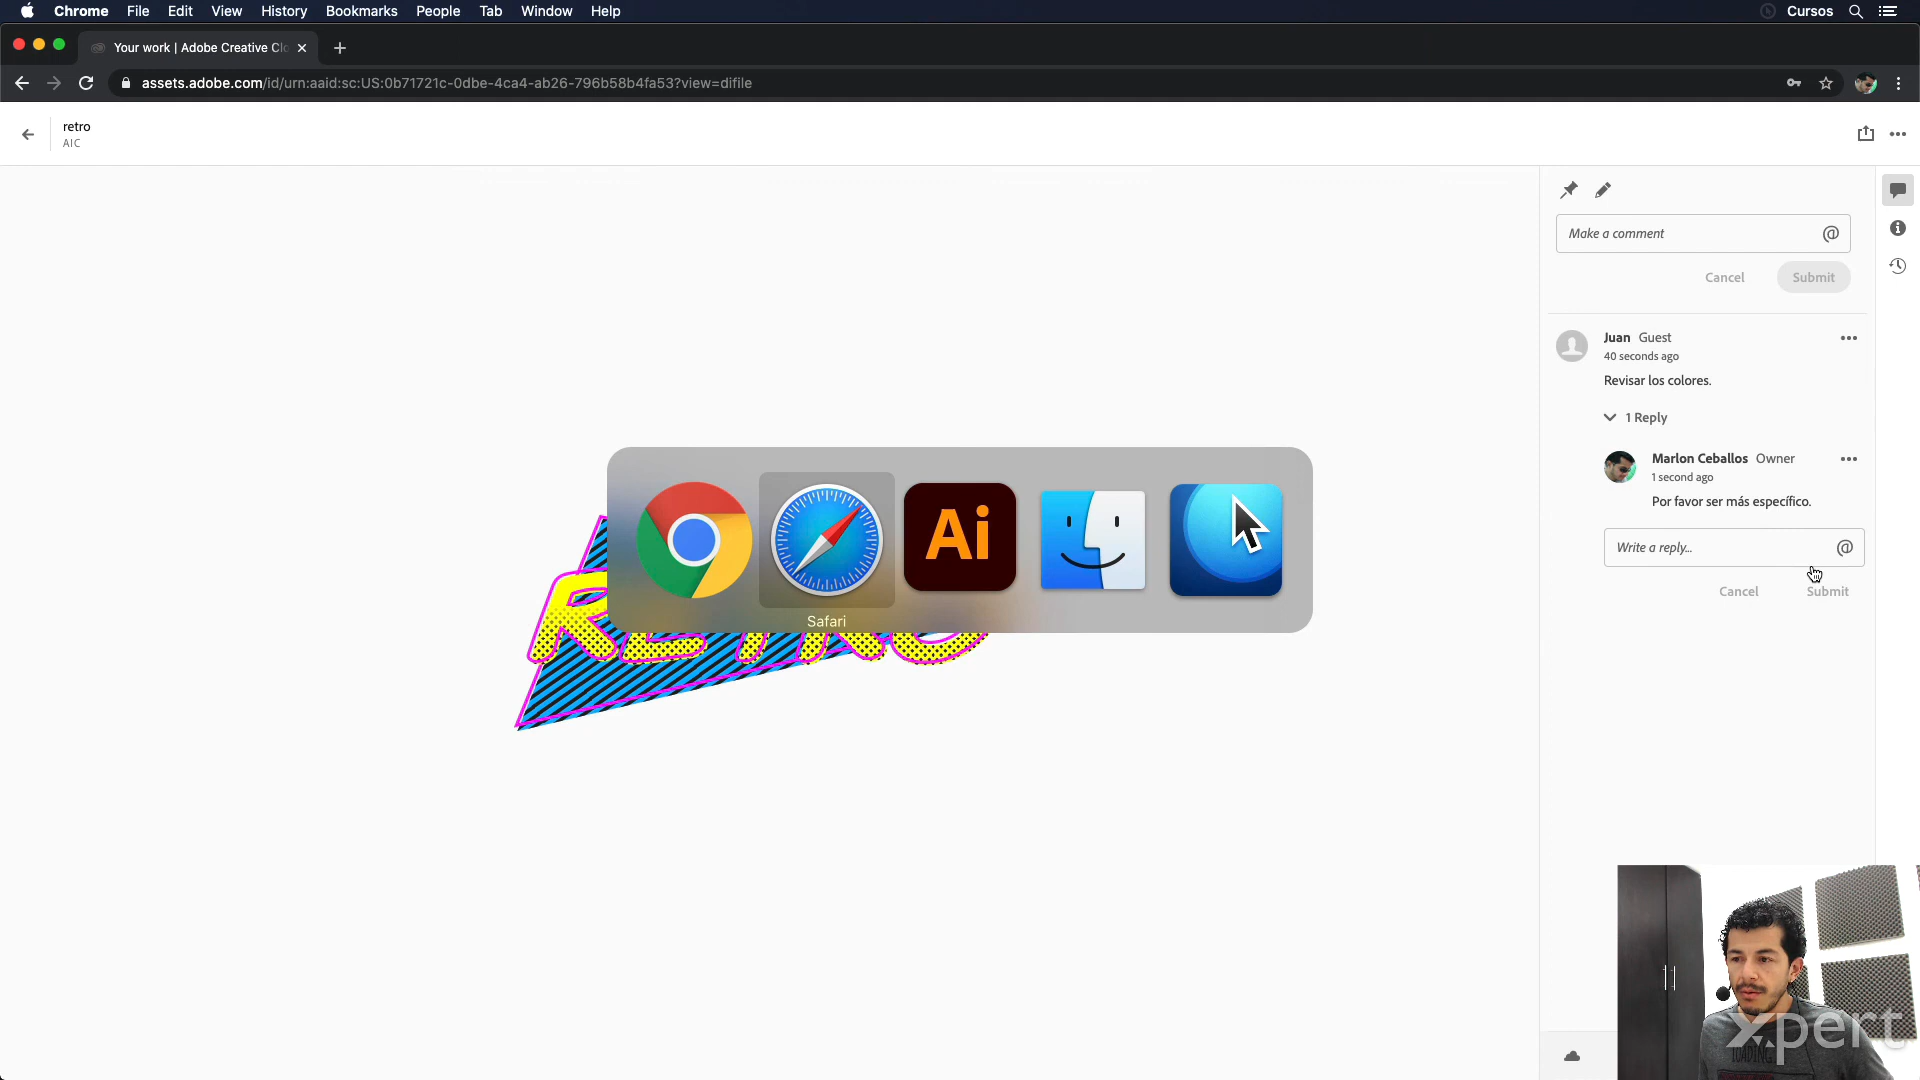 Chrome File Edit View History Bookmarks People Tab Window Help Cursos
Your work | Adobe Creative Clo
assets.adobe.com/id/urn:aaid:sc:US:0b71721c-0dbe-4ca4-ab26-796b58b4fa53?view=difile
retro
AIC
Make a comment @
Cancel Submit
Juan Guest
40 seconds ago
Revisar los colores.
1 Reply
Marlon Ceballos Owner
1 second ago
Por favor ser más específico.
Write a reply... @
Cancel Submit
Ai
Safari
RETRO
xpert
LOADING